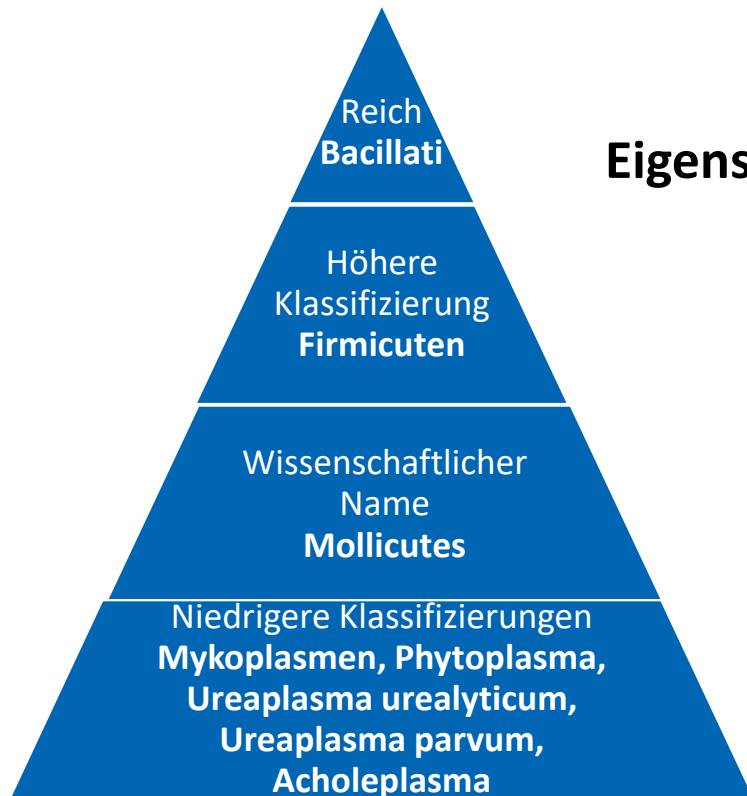 Reich
Bacillati
Eigens
Höhere
Klassifizierung
Firmicuten
Wissenschaftlicher
Name
Mollicutes
Niedrigere Klassifizierungen
Mykoplasmen, Phytoplasma,
Ureaplasma urealyticum,
Ureaplasma parvum,
Acholeplasma